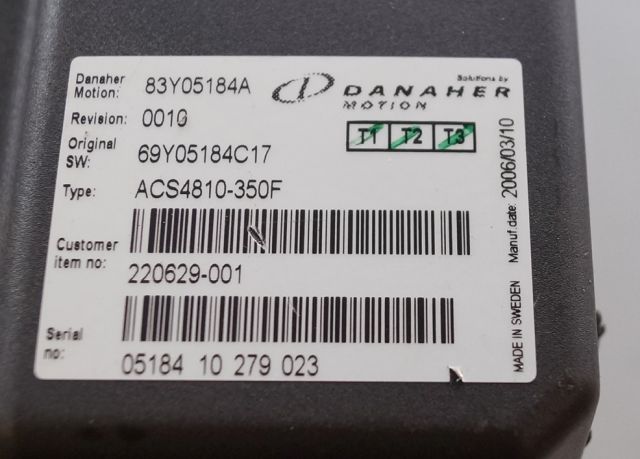 Danaher Motion: 83Y05184A
Solutions by
DANAHER
MOTION
Revision: 0010
T1 T2 T3
Original SW: 69Y05184C17
Type: ACS4810-350F
Customer item no: 220629-001
Serial no: 05184 10 279 023
MADE IN SWEDEN Manuf date: 2006/03/10